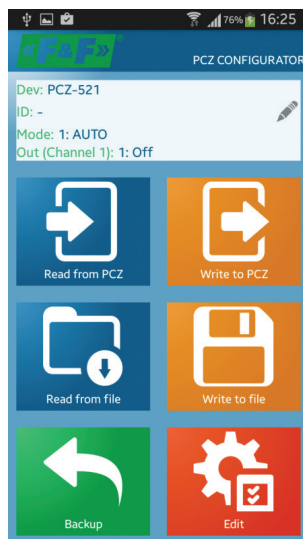 76% 16:25
«F&F»®
PCZ CONFIGURATOR
Dev: PCZ-521
ID: -
Mode: 1: AUTO
Out (Channel 1): 1: Off
Read from PCZ
Write to PCZ
Read from file
Write to file
Backup
Edit